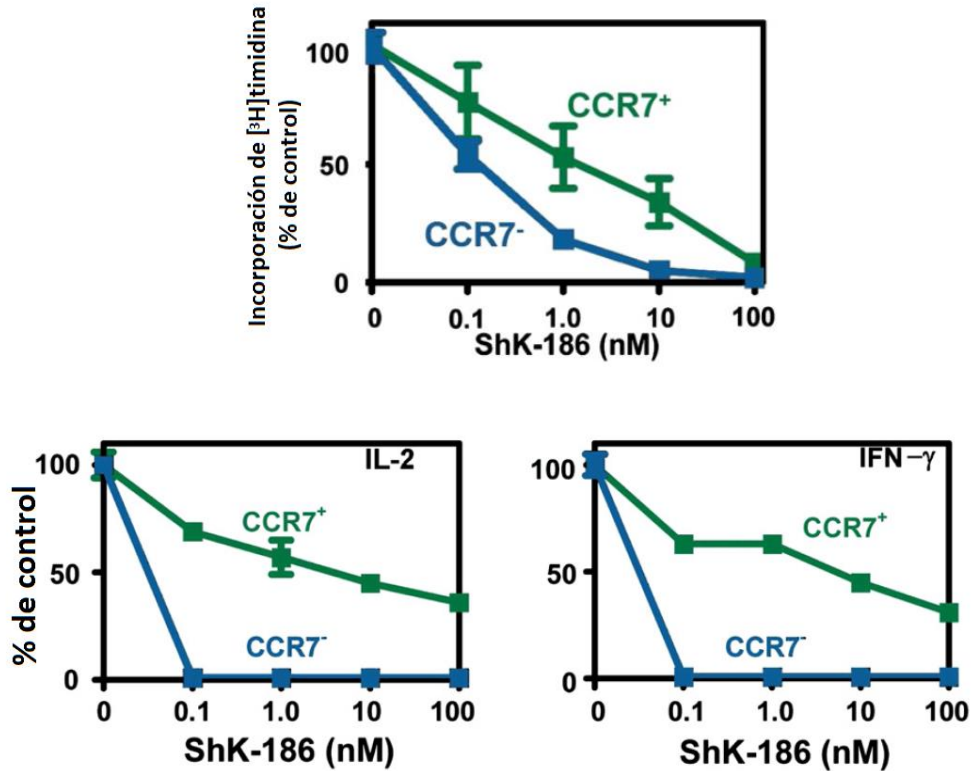 Incorporación de [³H]timidina
(% de control)
100
50
0
CCR7⁺
CCR7⁻
0 0.1 1.0 10 100
ShK-186 (nM)
% de control
100
50
0
IL-2
CCR7⁺
CCR7⁻
0 0.1 1.0 10 100
ShK-186 (nM)
100
50
0
IFN−γ
CCR7⁺
CCR7⁻
0 0.1 1.0 10 100
ShK-186 (nM)